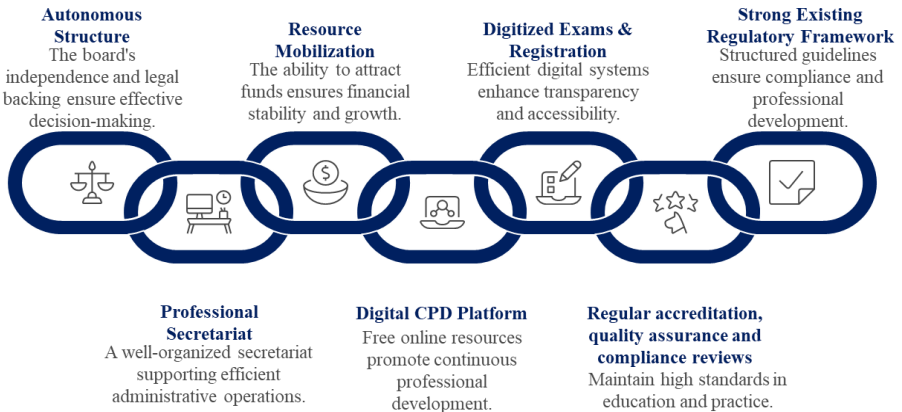 Autonomous
Structure
The board's
independence and legal
backing ensure effective
decision-making.
Resource
Mobilization
The ability to attract
funds ensures financial
stability and growth.
Digitized Exams &
Registration
Efficient digital systems
enhance transparency
and accessibility.
Strong Existing
Regulatory Framework
Structured guidelines
ensure compliance and
professional
development.
$
Professional
Secretariat
A well-organized secretariat
supporting efficient
administrative operations.
Digital CPD Platform
Free online resources
promote continuous
professional
development.
Regular accreditation,
quality assurance and
compliance reviews
Maintain high standards in
education and practice.